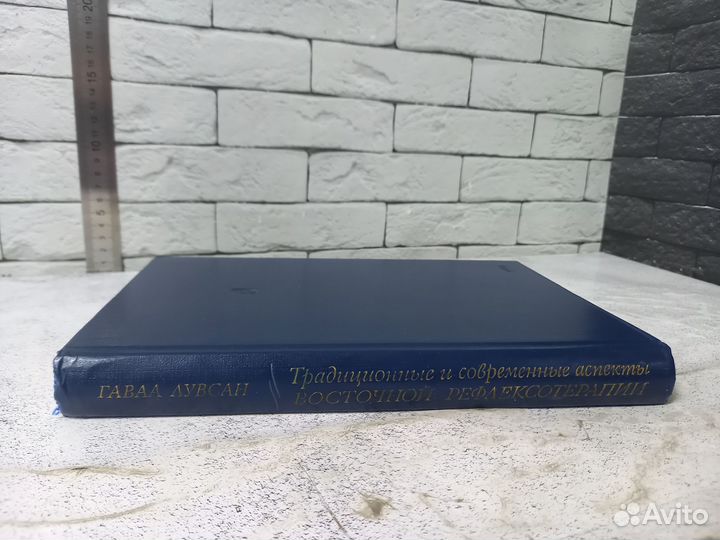 ГАВАА ЛУВСАН
Традиционные и современные аспекты
ВОСТОЧНОЙ РЕФЛЕКСОТЕРАПИИ
Avito